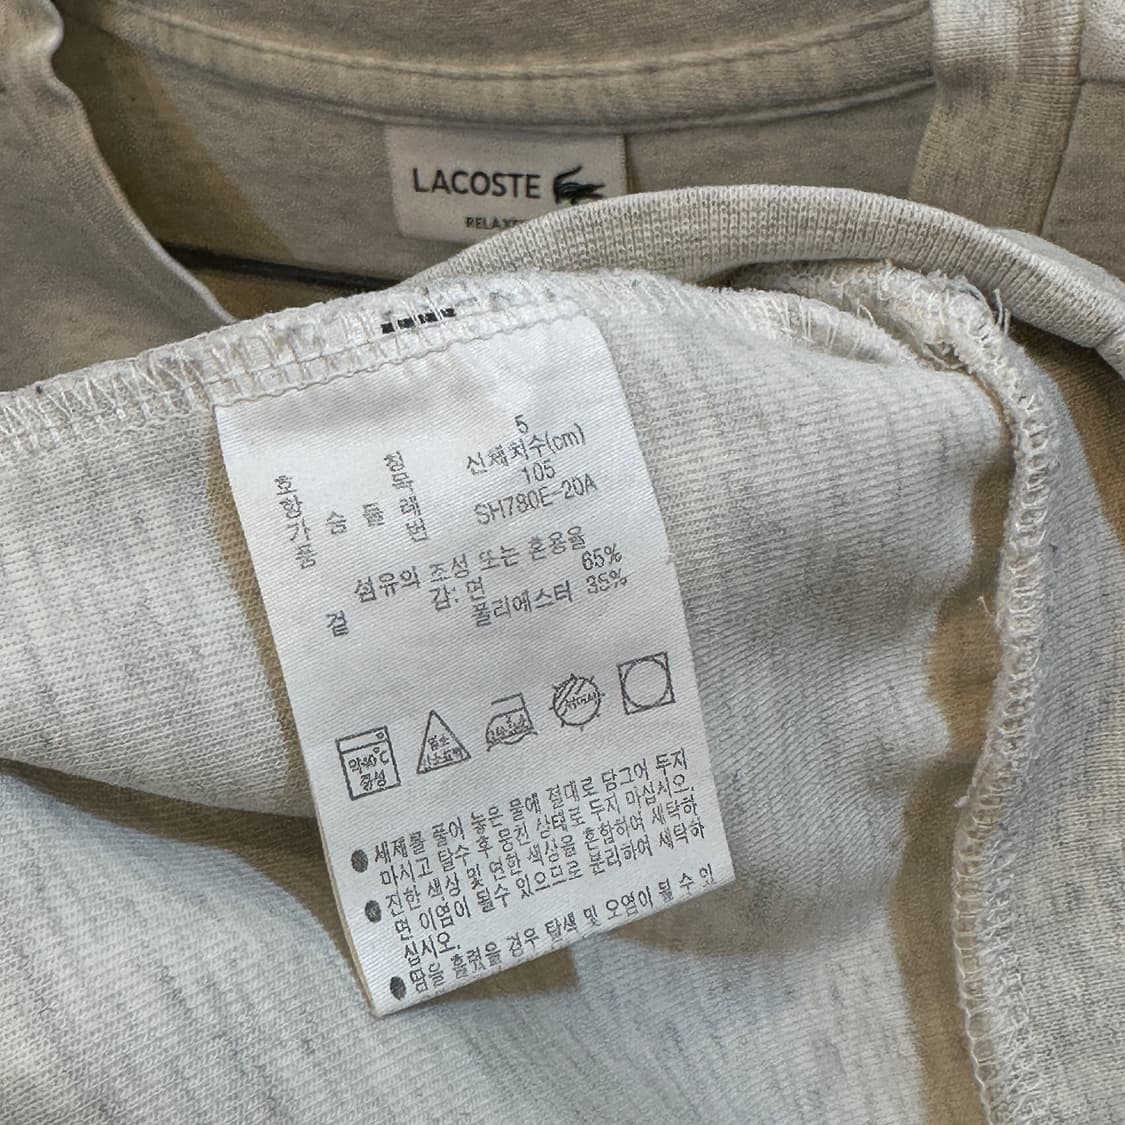 LACOSTE
호칭 5
항목 신체치수(cm)
가슴둘레 105
품번 SH780E-20A
섬유의 조성 또는 혼용율
겉감: 면 65%
폴리에스터 35%
약40℃
중성
● 세제를 풀어 놓은 물에 절대로 담그어 두지
마시고 탈수 후 뭉친 상태로 두지 마십시오.
● 진한 색상 및 연한 색상을 혼합하여 세탁하
면 이염이 될수 있으므로 분리하여 세탁하
십시오.
● 땀을 흘렸을 경우 탈색 및 오염이 될 수 있